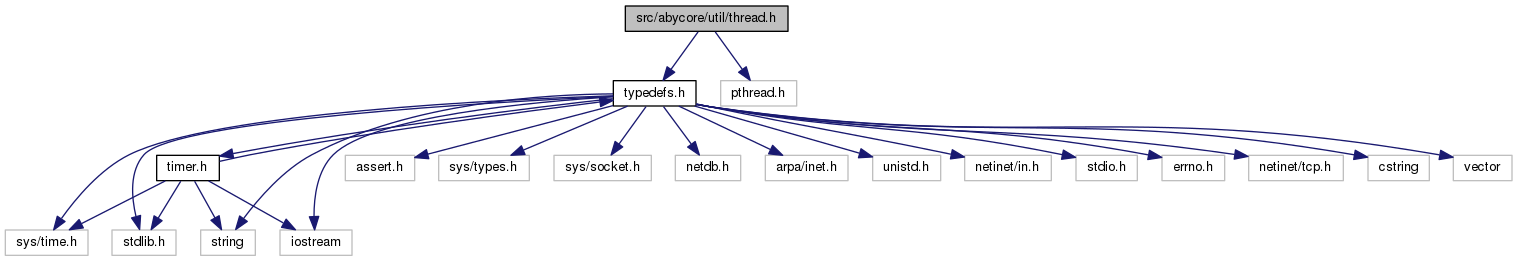 src/abycore/util/thread.h
typedefs.h
pthread.h
timer.h
assert.h
sys/types.h
sys/socket.h
netdb.h
arpa/inet.h
unistd.h
netinet/in.h
stdio.h
errno.h
netinet/tcp.h
cstring
vector
sys/time.h
stdlib.h
string
iostream